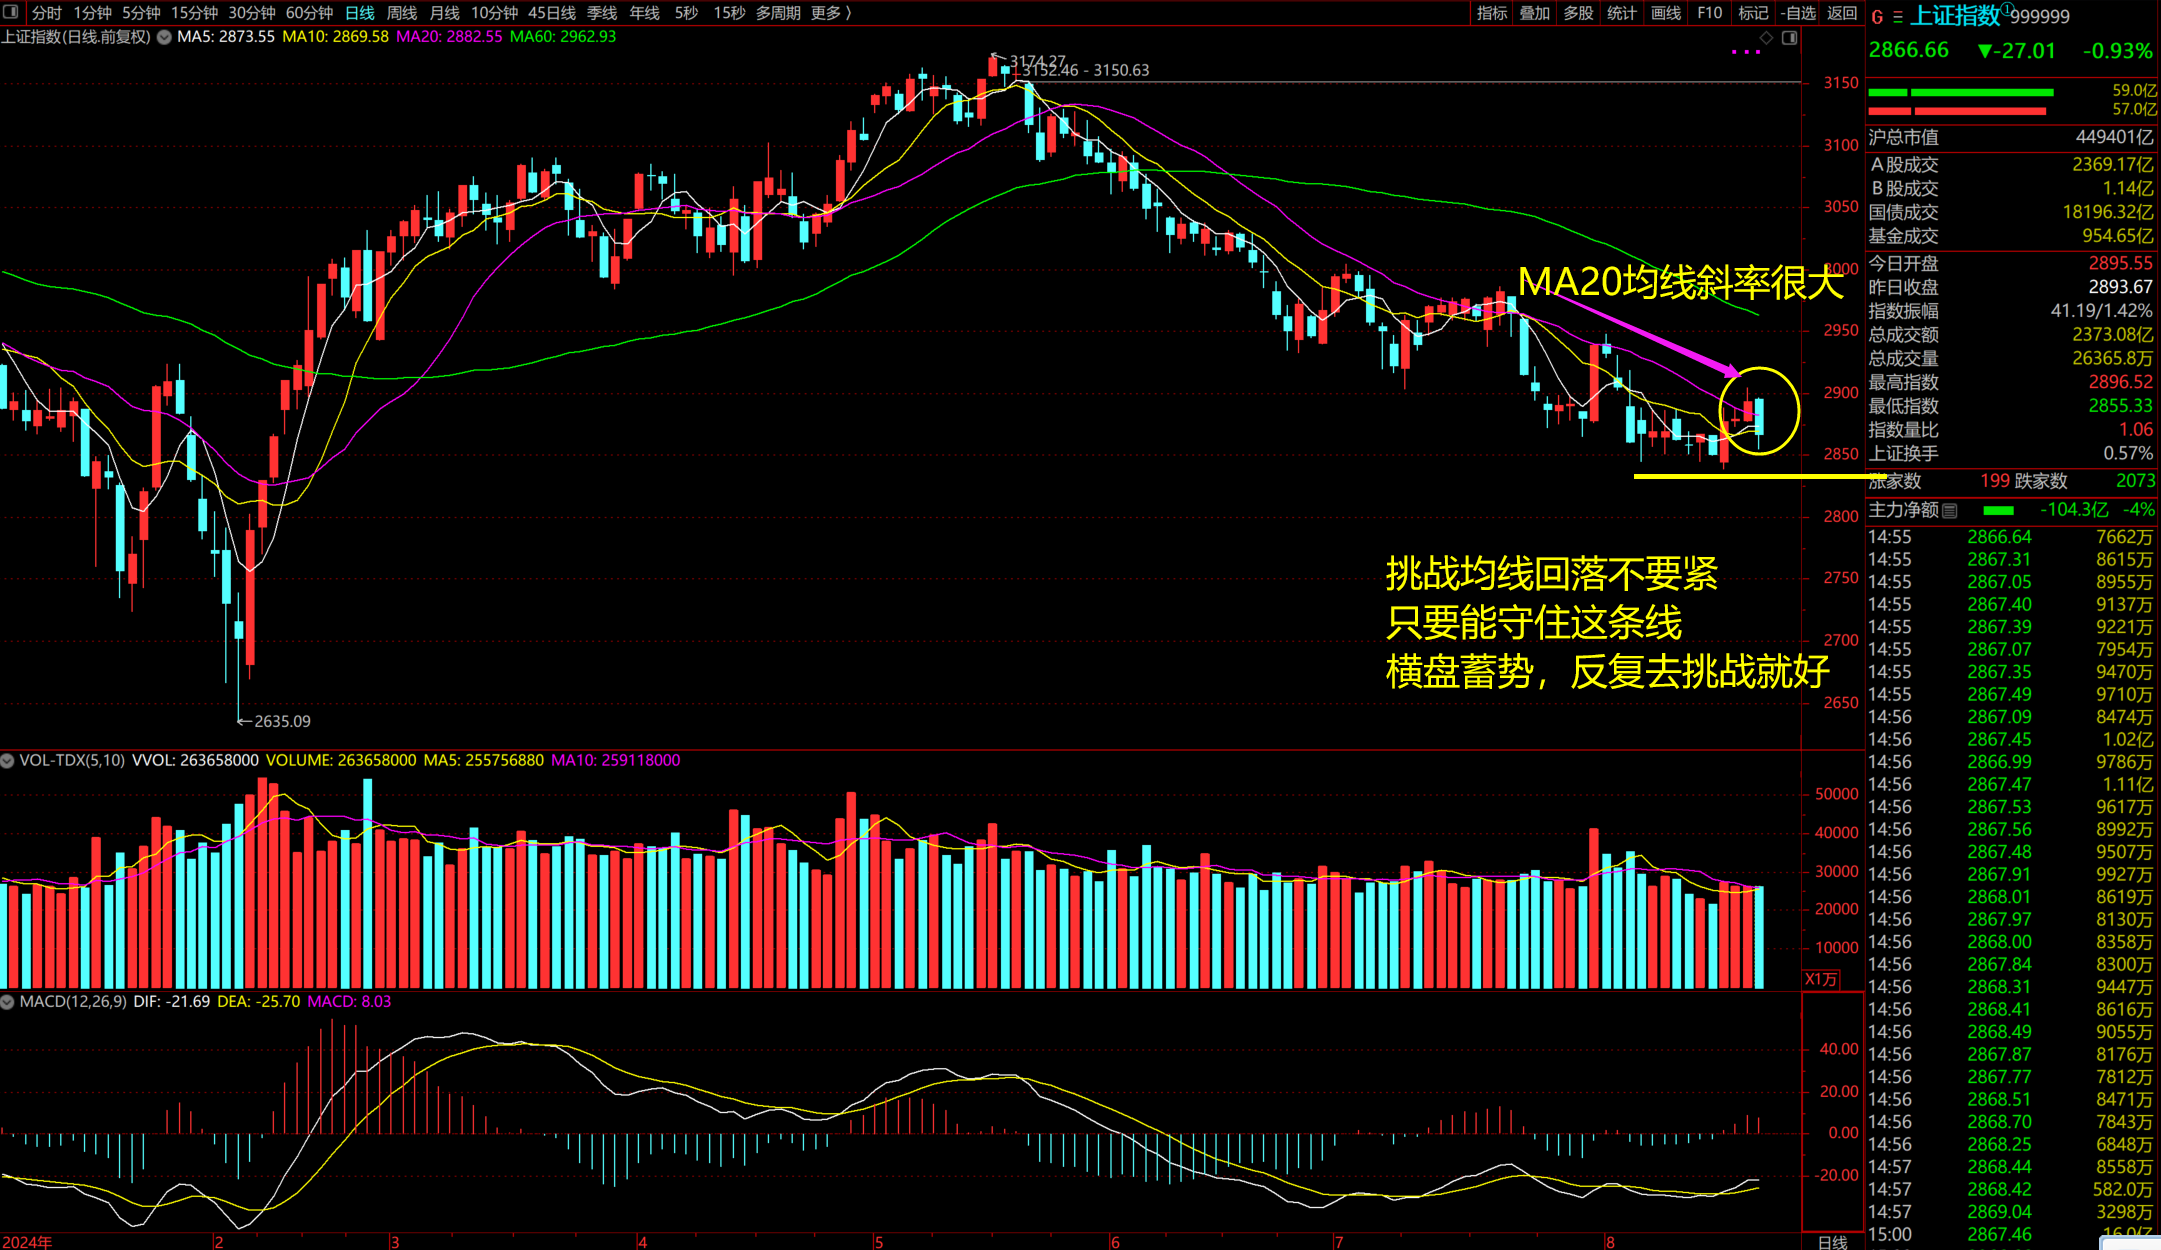 分时 1分钟 5分钟 15分钟 30分钟 60分钟 日线 周线 月线 10分钟 45日线 季线 年线 5秒 15秒 多周期 更多 〉 指标 叠加 多股 统计 画线 F10 标记 -自选 返回
上证指数(日线.前复权) MA5: 2873.55 MA10: 2869.58 MA20: 2882.55 MA60: 2962.93
3174.27
3152.46 - 3150.63
3150
3100
3050
3000
2950
2900
2850
2800
2750
2700
2650
MA20均线斜率很大
挑战均线回落不要紧
只要能守住这条线
横盘蓄势，反复去挑战就好
2635.09
VOL-TDX(5,10) VVOL: 263658000 VOLUME: 263658000 MA5: 255756880 MA10: 259118000
50000
40000
30000
20000
10000
X1万
MACD(12,26,9) DIF: -21.69 DEA: -25.70 MACD: 8.03
40.00
20.00
0.00
-20.00
2024年 2 3 4 5 6 7 8 日线
G 上证指数① 999999
2866.66 ▼-27.01 -0.93%
59.0亿
57.0亿
沪总市值 449401亿
A股成交 2369.17亿
B股成交 1.14亿
国债成交 18196.32亿
基金成交 954.65亿
今日开盘 2895.55
昨日收盘 2893.67
指数振幅 41.19/1.42%
总成交额 2373.08亿
总成交量 26365.8万
最高指数 2896.52
最低指数 2855.33
指数量比 1.06
上证换手 0.57%
涨家数 199 跌家数 2073
主力净额 -104.3亿 -4%
14:55 2866.64 7662万
14:55 2867.31 8615万
14:55 2867.05 8955万
14:55 2867.40 9137万
14:55 2867.39 9221万
14:55 2867.07 7954万
14:55 2867.35 9470万
14:55 2867.49 9710万
14:56 2867.09 8474万
14:56 2867.45 1.02亿
14:56 2866.99 9786万
14:56 2867.47 1.11亿
14:56 2867.53 9617万
14:56 2867.56 8992万
14:56 2867.48 9507万
14:56 2867.91 9927万
14:56 2868.01 8619万
14:56 2867.97 8130万
14:56 2868.00 8358万
14:56 2867.84 8300万
14:56 2868.31 9447万
14:56 2868.41 8616万
14:56 2868.49 9055万
14:56 2867.87 8176万
14:56 2867.77 7812万
14:56 2868.51 8471万
14:56 2868.70 7843万
14:56 2868.25 6848万
14:57 2868.44 8558万
14:57 2868.42 582.0万
14:57 2869.04 3298万
15:00 2867.46 16.0亿